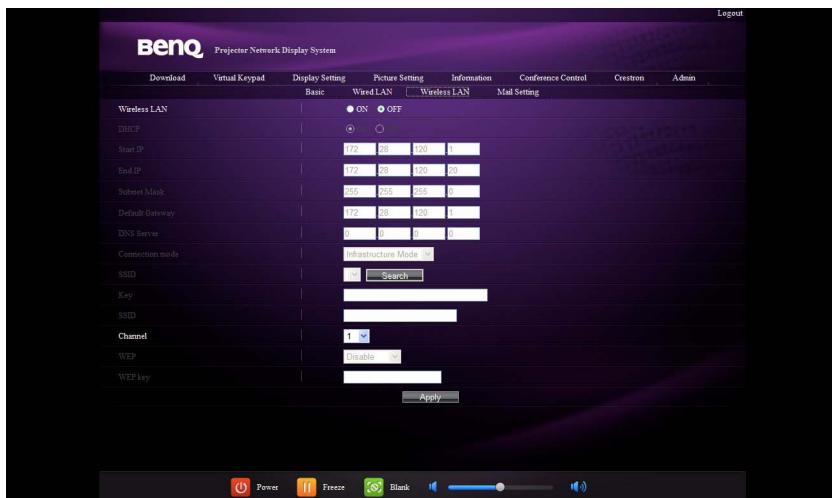 Logout
BenQ Projector Network Display System
Download Virtual Keypad Display Setting Picture Setting Information Conference Control Crestron Admin
Basic Wired LAN Wireless LAN Mail Setting
Wireless LAN ON OFF
DHCP
Start IP 172 .28 .120 .1
End IP 172 .28 .120 .20
Subnet Mask 255 .255 .255 .0
Default Gateway 172 .28 .120 .1
DNS Server 0 .0 .0 .0
Connection mode Infrastructure Mode
SSID Search
Key
SSID
Channel 1
WEP Disable
WEP key
Apply
Power Freeze Blank